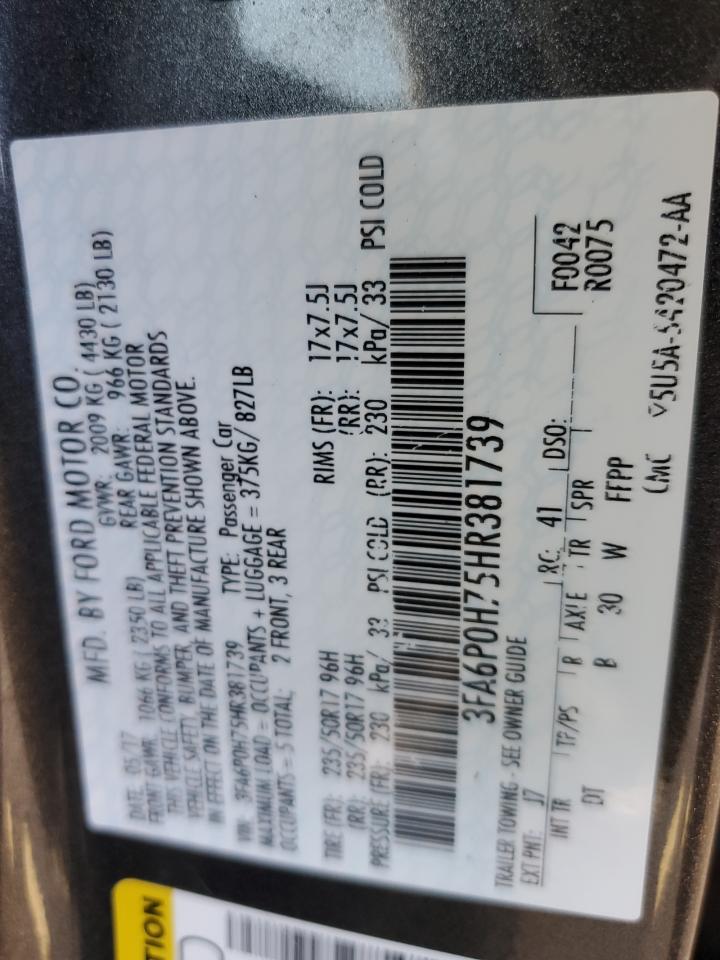 MFD. BY FORD MOTOR CO.
DATE 05/17 GVWR: 2009 KG ( 4430 LB)
FRONT GAWR: 1066 KG ( 2350 LB) REAR GAWR: 966 KG ( 2130 LB)
THIS VEHICLE CONFORMS TO ALL APPLICABLE FEDERAL MOTOR
VEHICLE SAFETY, BUMPER, AND THEFT PREVENTION STANDARDS
IN EFFECT ON THE DATE OF MANUFACTURE SHOWN ABOVE.
VIN: 3FA6P0H75HR381739 TYPE: Passenger Car
MAXIMUM LOAD = OCCUPANTS + LUGGAGE = 375KG/ 827LB
OCCUPANTS = 5 TOTAL; 2 FRONT, 3 REAR
TIRE (FR): 235/50R17 96H RIMS (FR): 17x7.5J
(RR): 235/50R17 96H (RR): 17x7.5J
PRESSURE (FR): 230 kPa/ 33 PSI COLD (RR): 230 kPa/ 33 PSI COLD
3FA6P0H75HR381739
TRAILER TOWING - SEE OWNER GUIDE
EXT PNT: J7 RC: 41 DSO:
F0042
R0075
INT TR TP/PS R AXLE TR SPR
DT B 30 W FFPP
CMC V5U5A-5420472-AA
TION